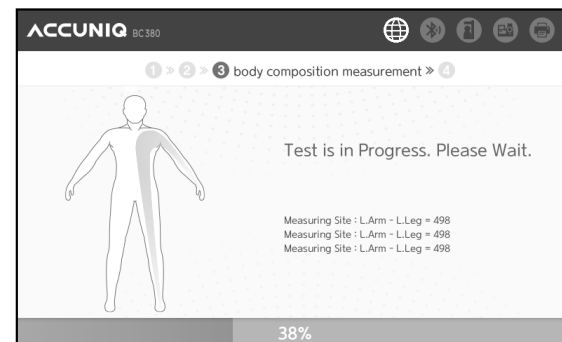 ACCUNIQ BC380
1 » 2 » 3 body composition measurement » 4
Test is in Progress. Please Wait.
Measuring Site : L.Arm - L.Leg = 498
Measuring Site : L.Arm - L.Leg = 498
Measuring Site : L.Arm - L.Leg = 498
38%